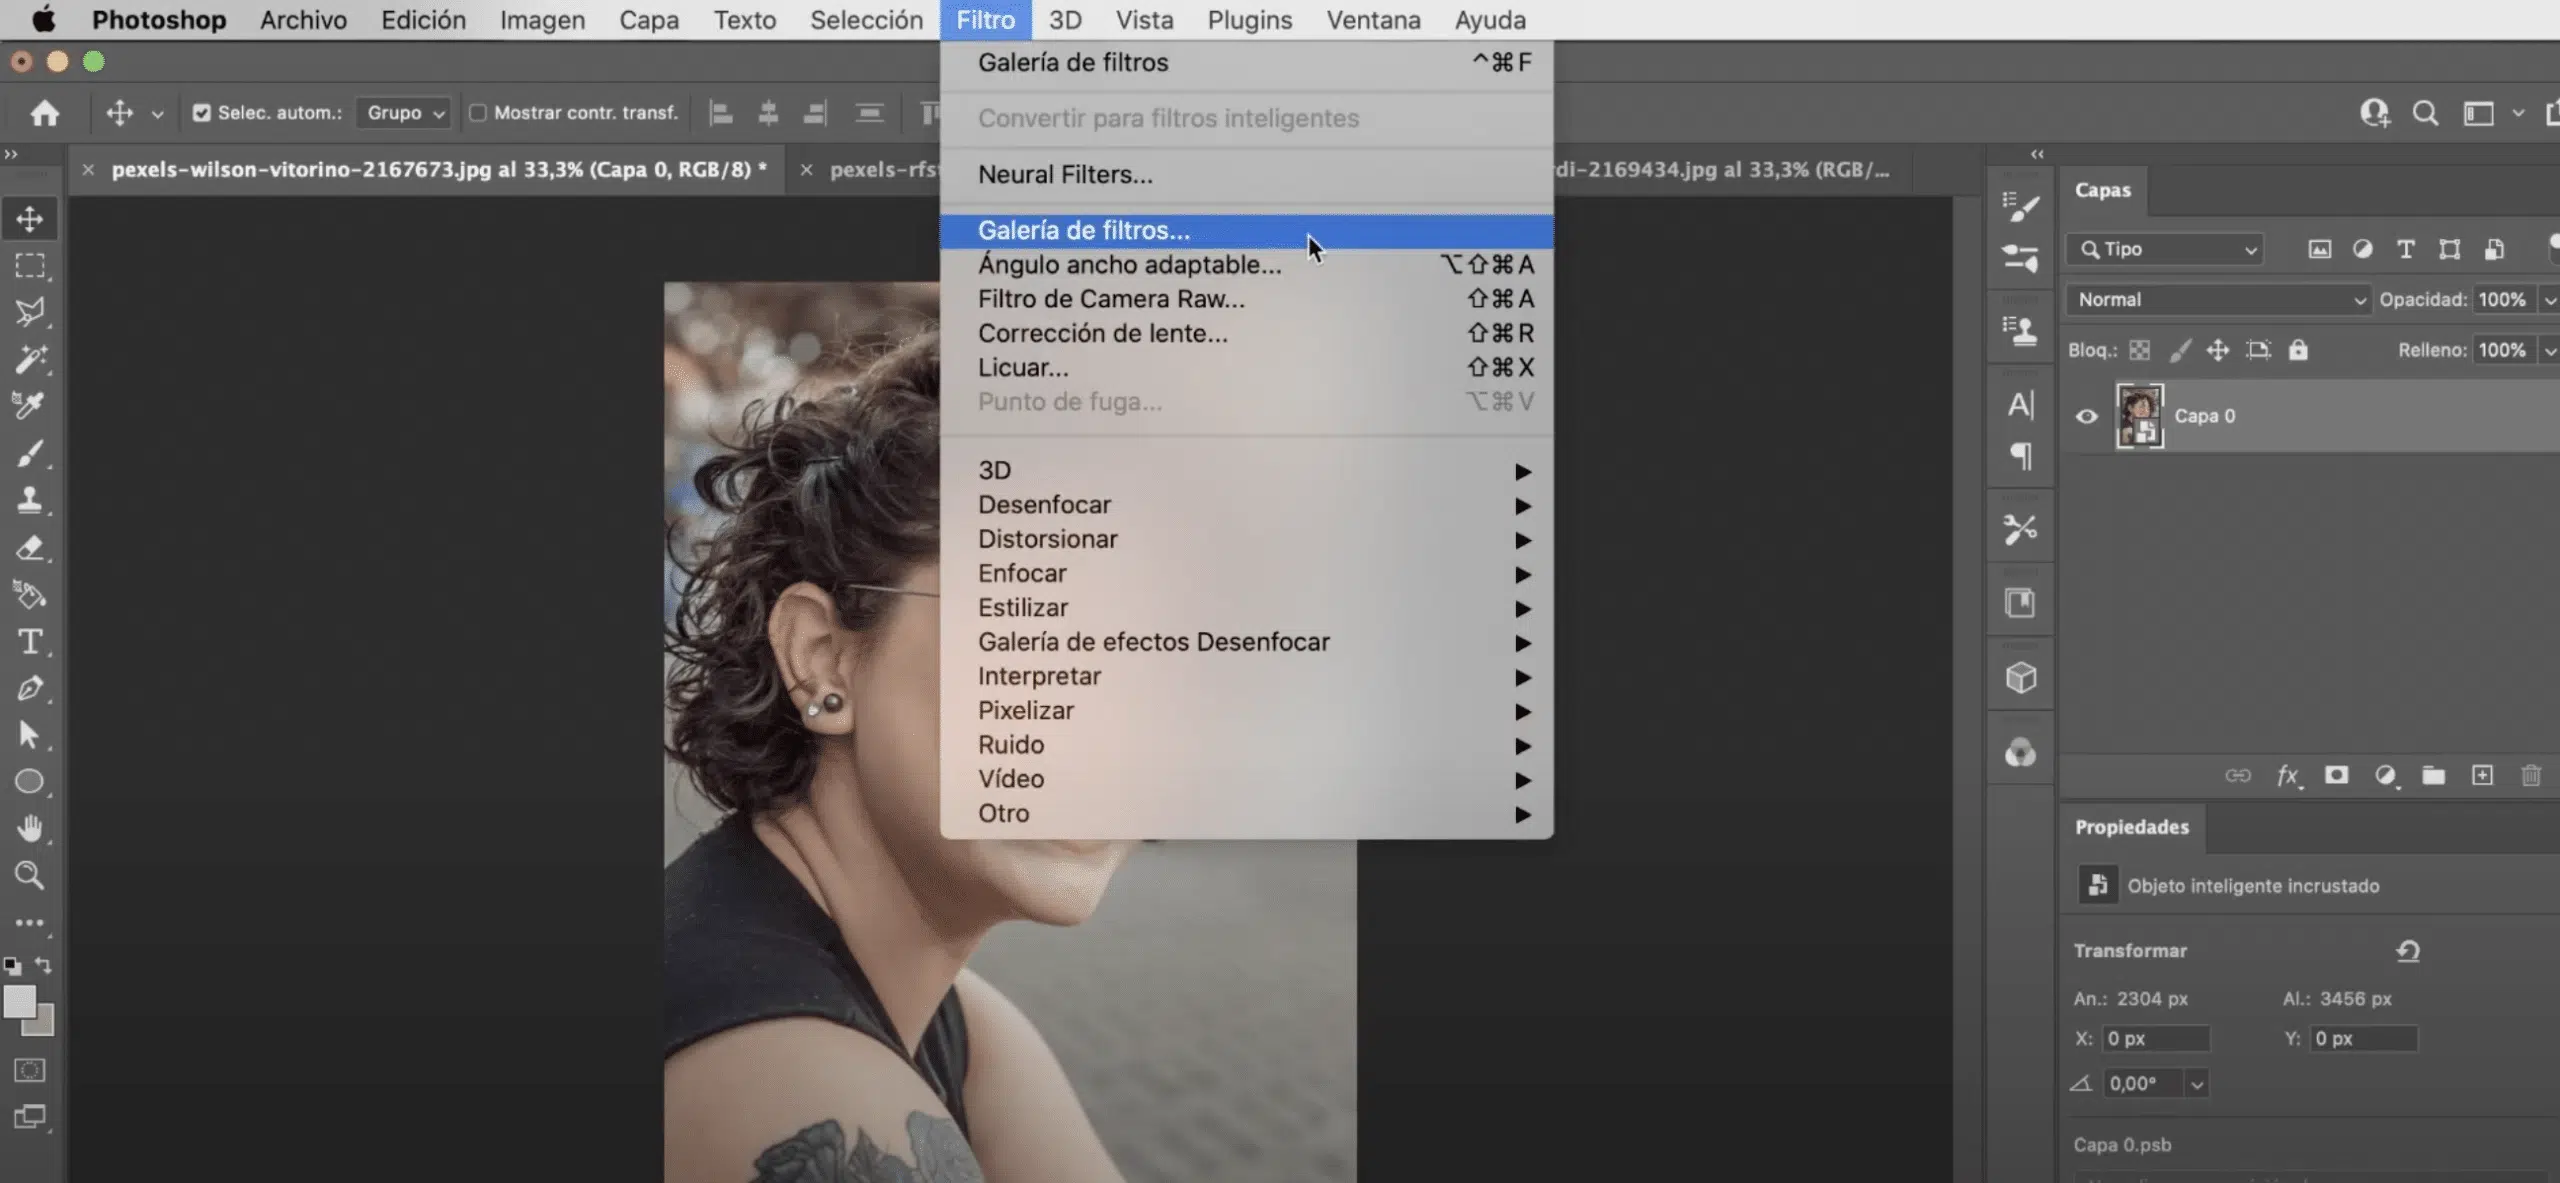 Photoshop Archivo Edición Imagen Capa Texto Selección Filtro 3D Vista Plugins Ventana Ayuda
Selec. autom.: Grupo Mostrar contr. transf.
pexels-wilson-vitorino-2167673.jpg al 33,3% (Capa 0, RGB/8) *
pexels-rfst
di-2169434.jpg al 33,3% (RGB/...
Galería de filtros ^⌘F
Convertir para filtros inteligentes
Neural Filters...
Galería de filtros...
Ángulo ancho adaptable... ⌥⇧⌘A
Filtro de Camera Raw... ⇧⌘A
Corrección de lente... ⇧⌘R
Licuar... ⇧⌘X
Punto de fuga... ⌥⌘V
3D
Desenfocar
Distorsionar
Enfocar
Estilizar
Galería de efectos Desenfocar
Interpretar
Pixelizar
Ruido
Vídeo
Otro
Capas
Tipo
Normal Opacidad: 100%
Bloq.: Relleno: 100%
Capa 0
fx
Propiedades
Objeto inteligente incrustado
Transformar
An.: 2304 px Al.: 3456 px
X: 0 px Y: 0 px
0,00°
Capa 0.psb